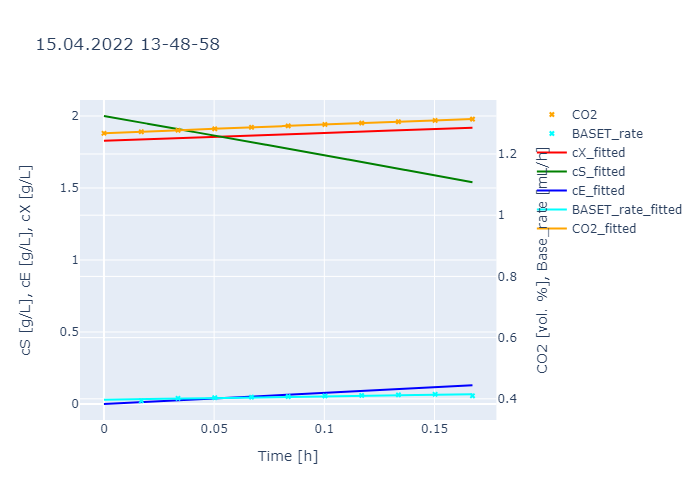 15.04.2022 13-48-58
CO2
BASET_rate
cX_fitted
cS_fitted
cE_fitted
BASET_rate_fitted
CO2_fitted
2
1.5
1
0.5
0
1.2
1
0.8
0.6
0.4
0
0.05
0.1
0.15
Time [h]
cS [g/L], cE [g/L], cX [g/L]
CO2 [vol. %], Base_rate [mL/h]